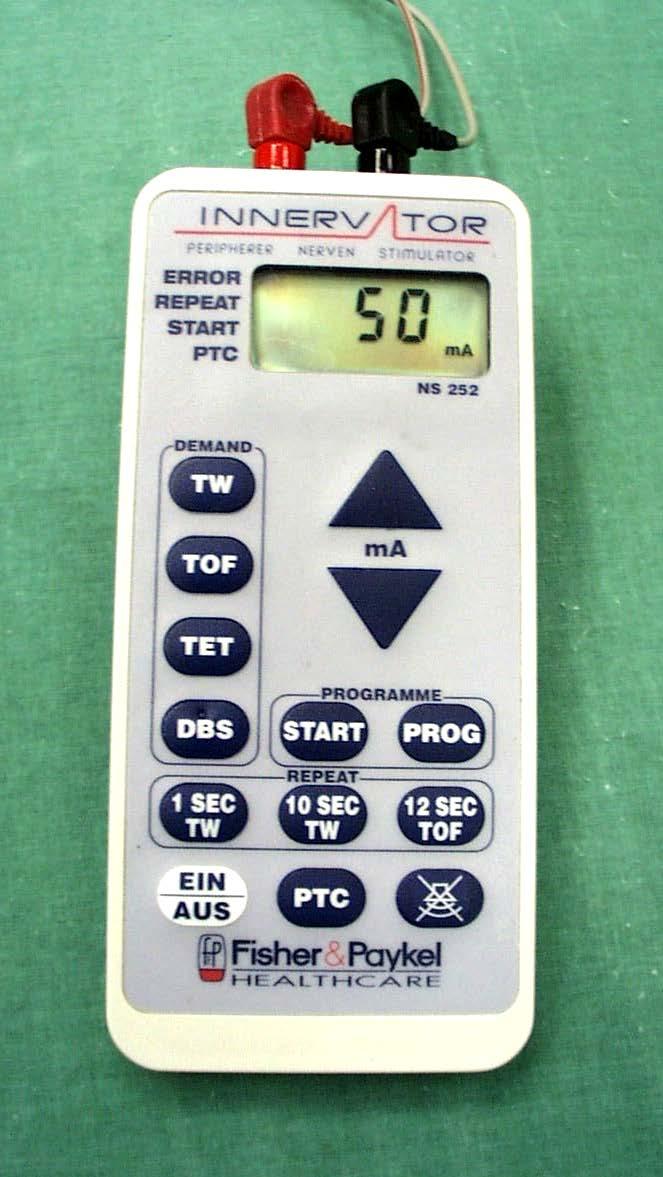 INNERVATOR
PERIPHERER NERVEN STIMULATOR
ERROR
REPEAT
START
PTC
50
mA
NS 252
DEMAND
TW
TOF
TET
DBS
mA
PROGRAMME
START PROG
REPEAT
1 SEC TW
10 SEC TW
12 SEC TOF
EIN
AUS
PTC
fp
Fisher&Paykel
HEALTHCARE